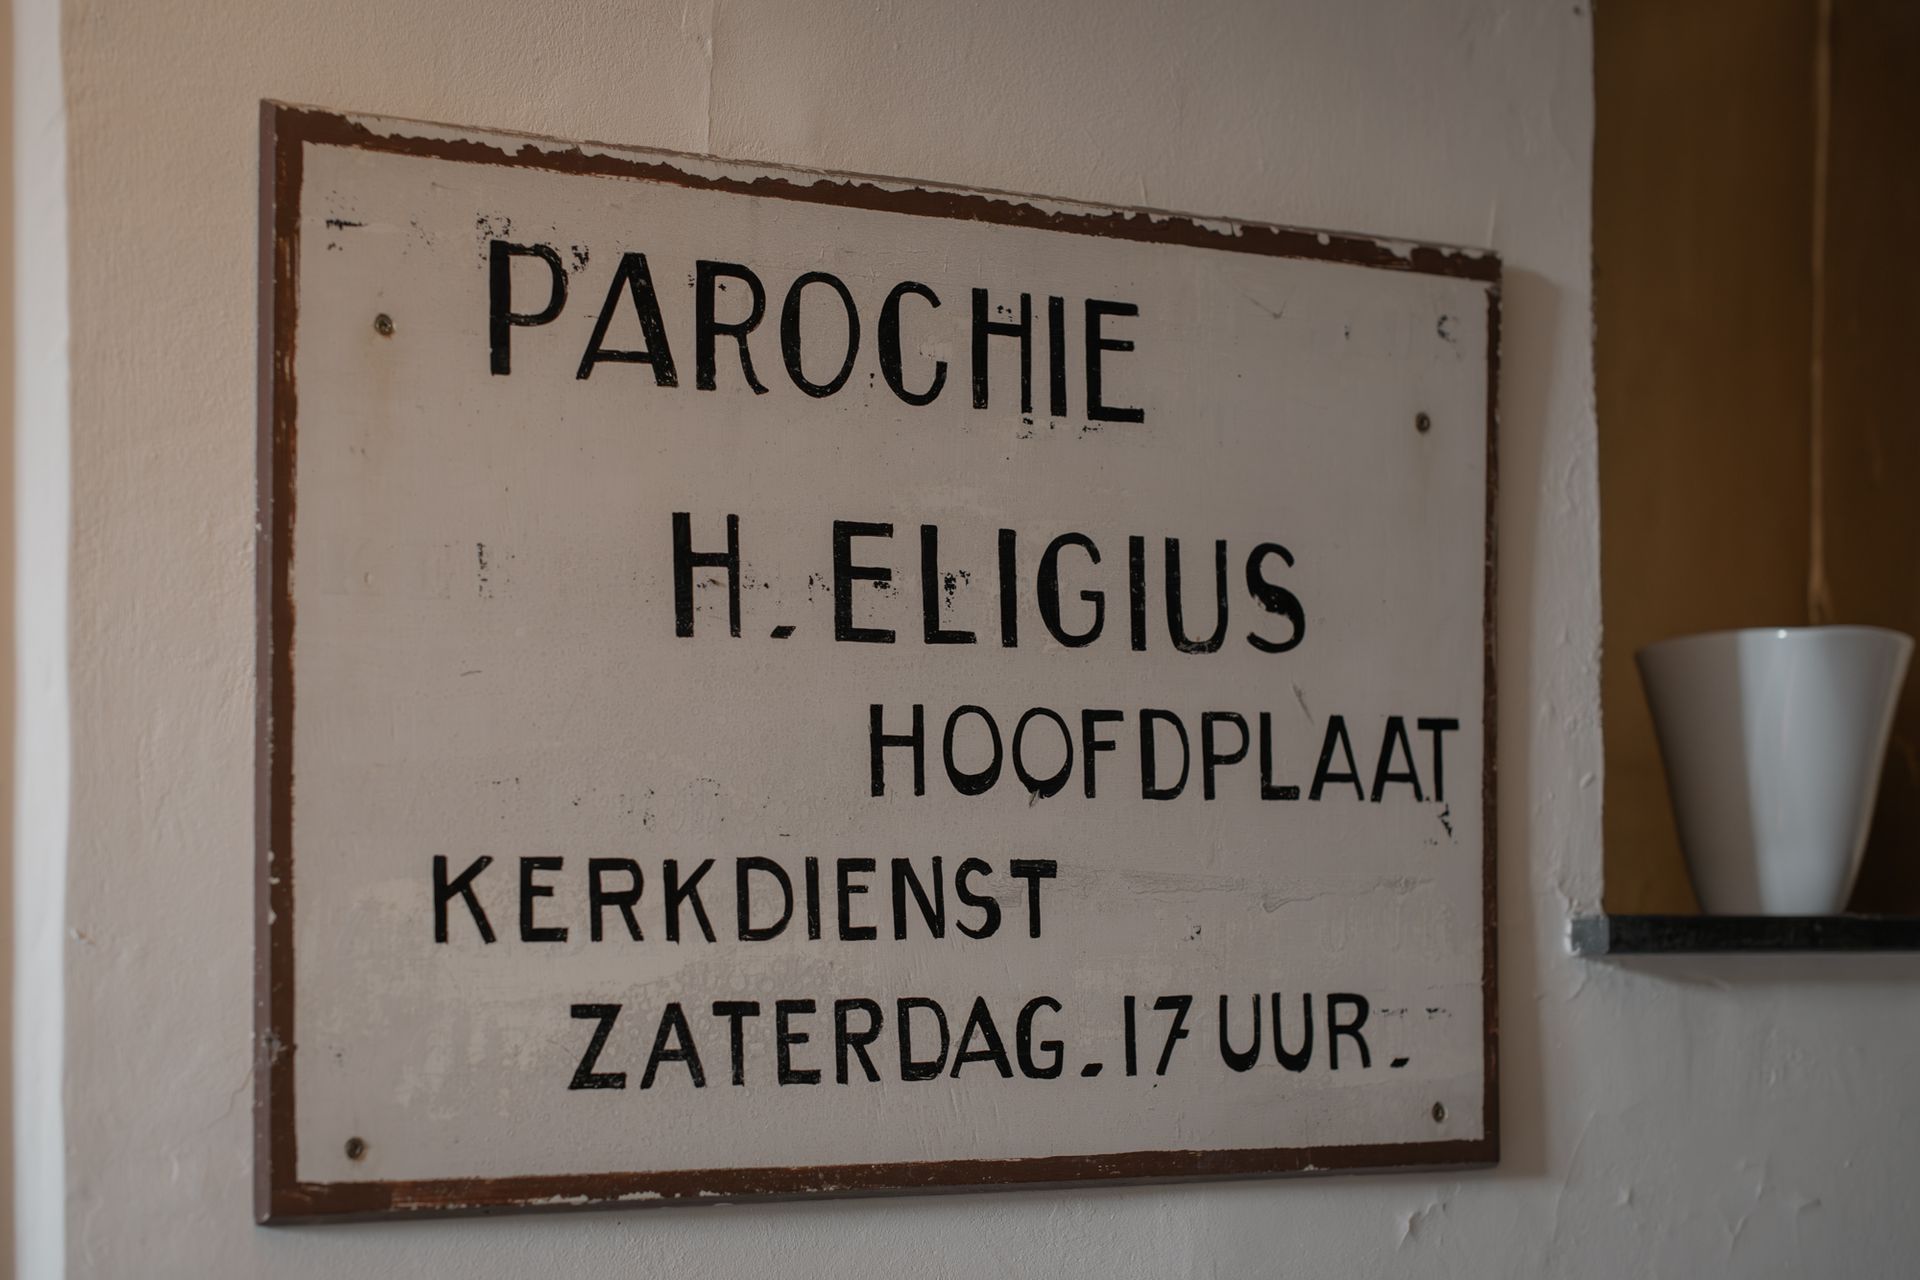 PAROCHIE
H. ELIGIUS
HOOFDPLAAT
KERKDIENST
ZATERDAG. 17 UUR.